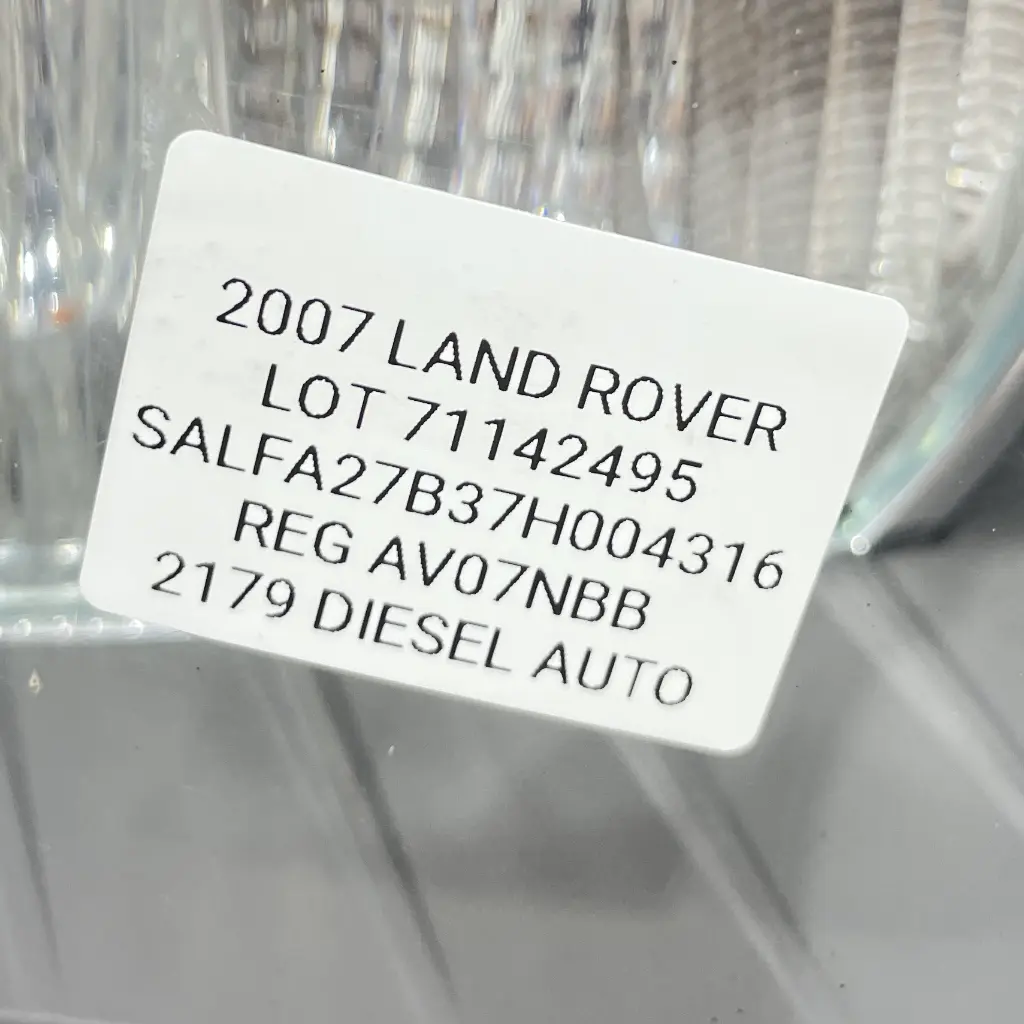 2007 LAND ROVER
LOT 71142495
SALFA27B37H004316
REG AV07NBB
2179 DIESEL AUTO